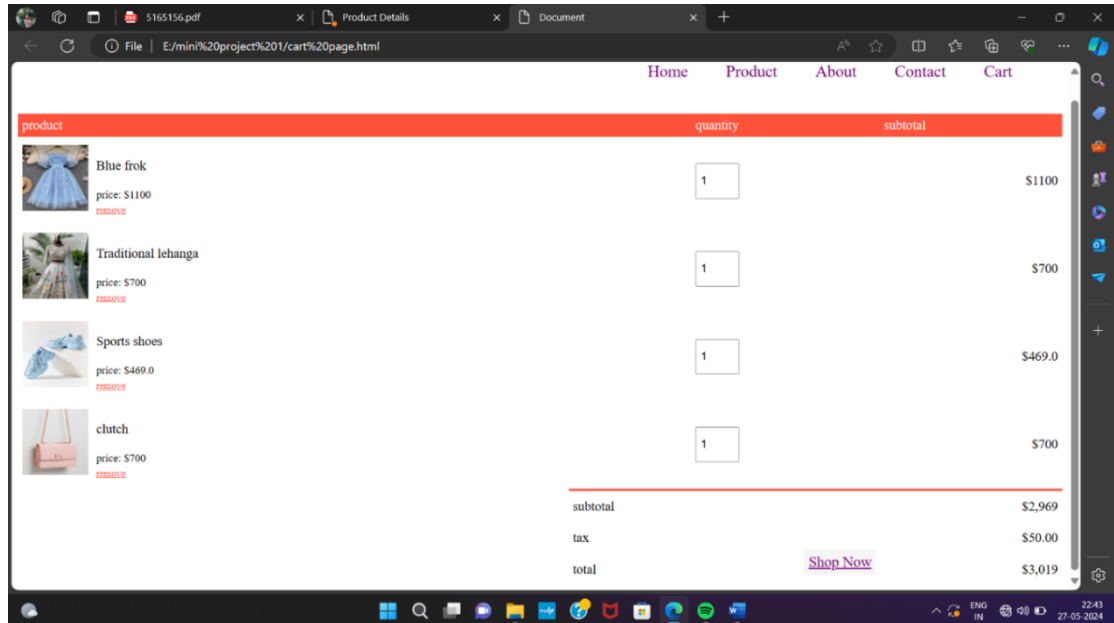 5165156.pdf
Product Details
Document
File
E:/mini%20project%201/cart%20page.html
Home Product About Contact Cart
product quantity subtotal
Blue frok
price: $1100
remove
1
$1100
Traditional lehanga
price: $700
remove
1
$700
Sports shoes
price: $469.0
remove
1
$469.0
clutch
price: $700
remove
1
$700
subtotal $2,969
tax $50.00
Shop Now
total $3,019
ENG
IN
22:43
27-05-2024